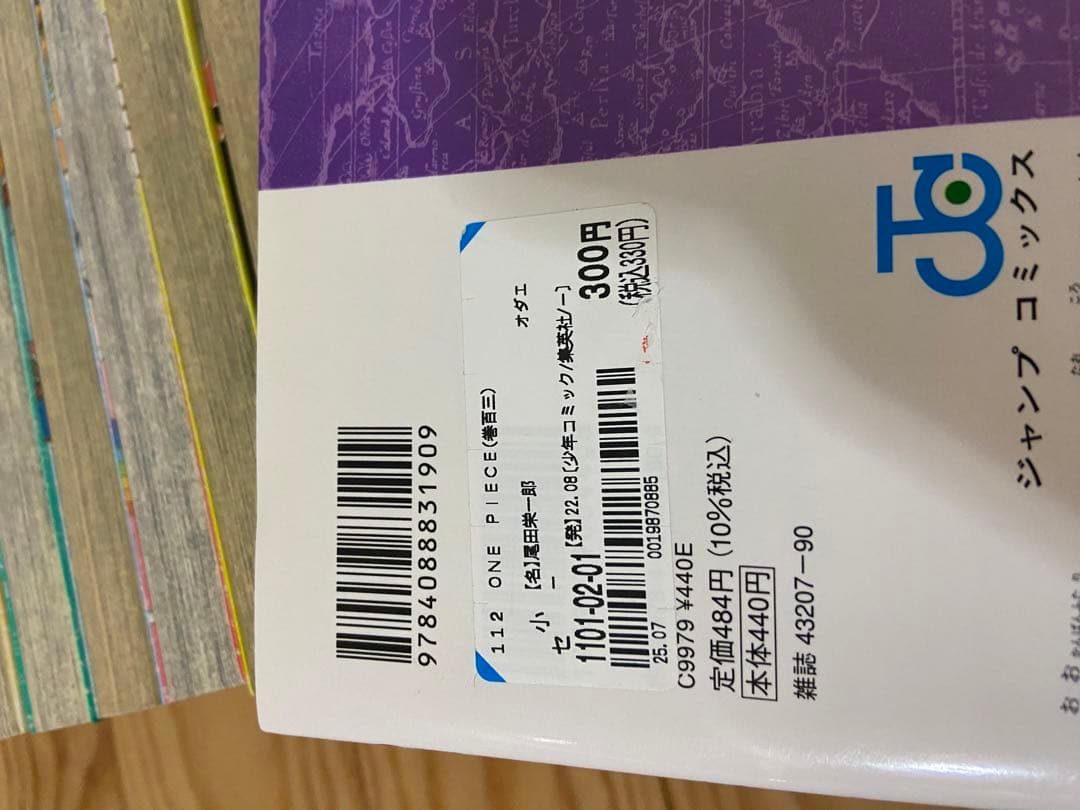 9784088831909
112 ONE PIECE(巻百三)
【名】尾田栄一郎 オダエ
小 ー
セ
1101-02-01【発】22.08〔少年コミック/集英社/ー〕
300円
(税込330円)
25.07 0019870885
C9979 ¥440E
定価484円(10%税込)
本体440円
雑誌 43207-90
JC
ジャンプ コミックス